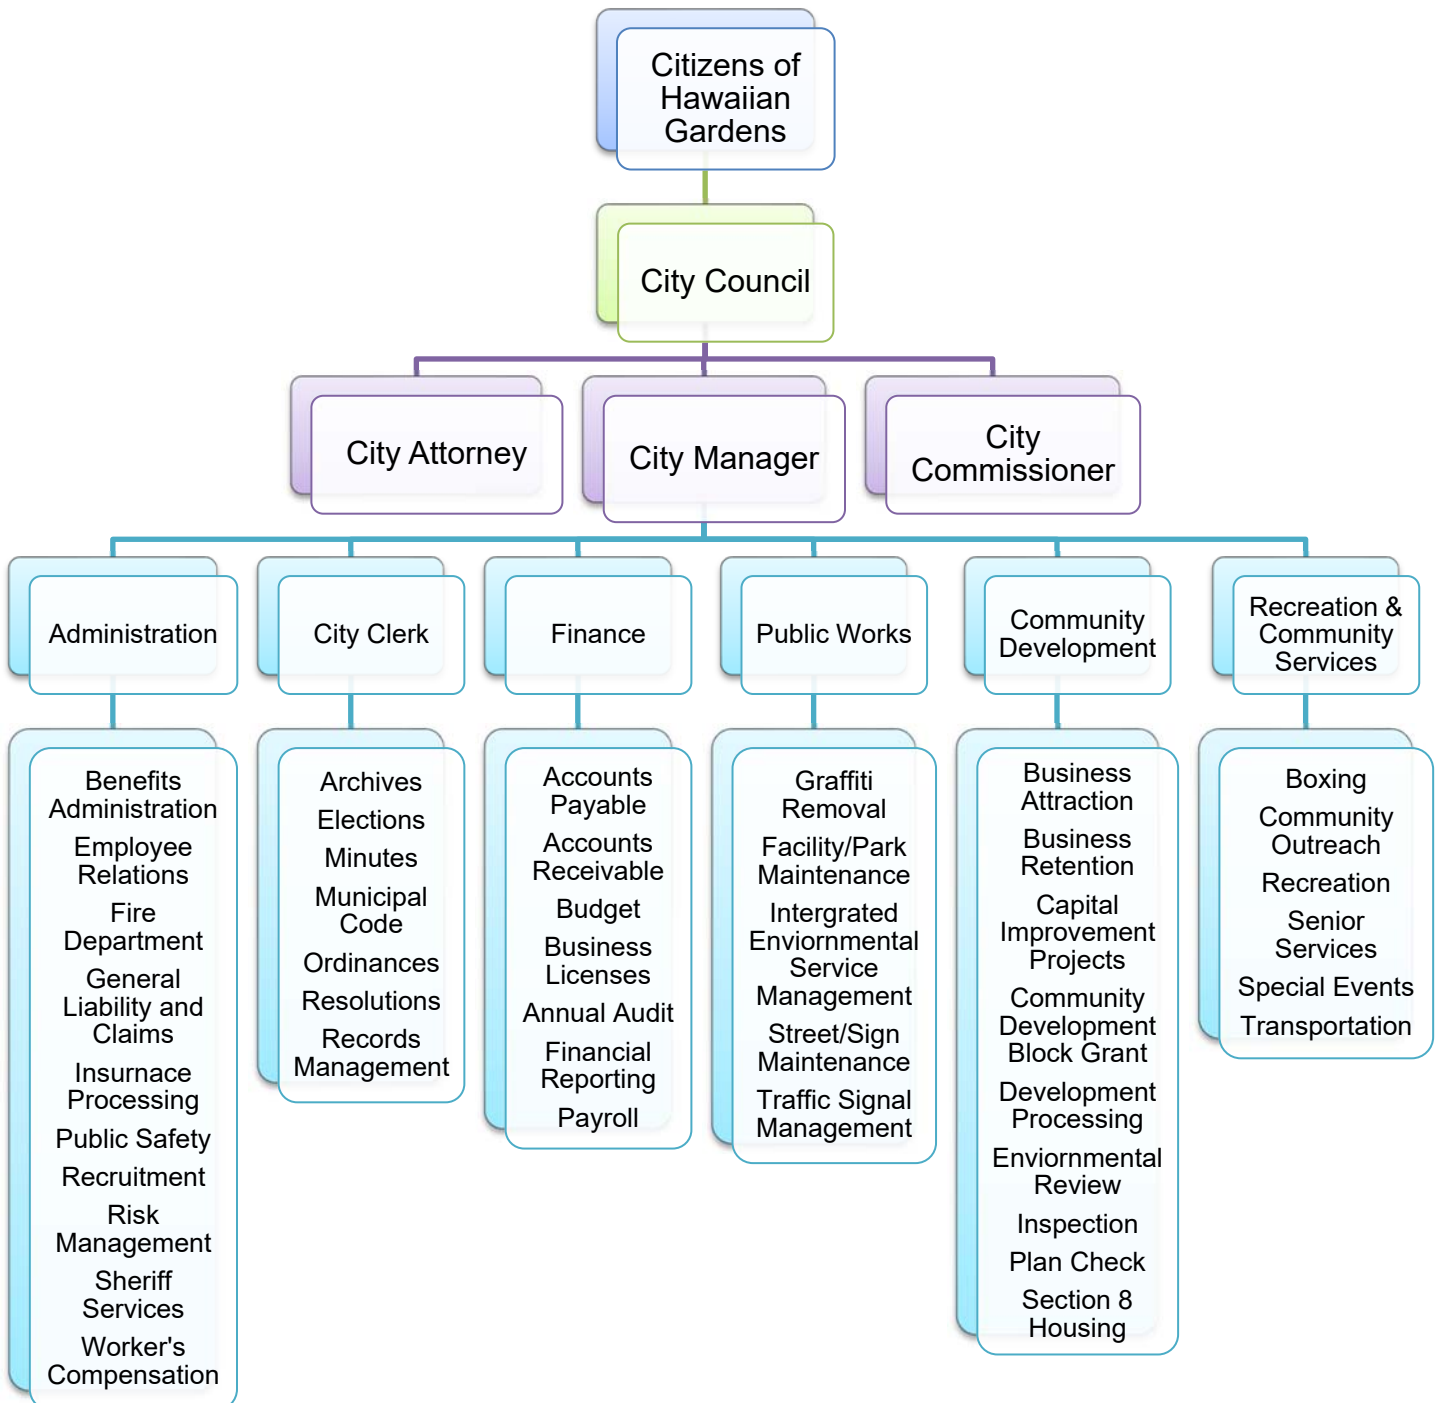 Citizens of
Hawaiian
Gardens
City Council
City Attorney
City Manager
City
Commissioner
Administration
City Clerk
Finance
Public Works
Community
Development
Recreation &
Community
Services
Benefits
Administration
Employee
Relations
Fire
Department
General
Liability and
Claims
Insurnace
Processing
Public Safety
Recruitment
Risk
Management
Sheriff
Services
Worker's
Compensation
Archives
Elections
Minutes
Municipal
Code
Ordinances
Resolutions
Records
Management
Accounts
Payable
Accounts
Receivable
Budget
Business
Licenses
Annual Audit
Financial
Reporting
Payroll
Graffiti
Removal
Facility/Park
Maintenance
Intergrated
Enviornmental
Service
Management
Street/Sign
Maintenance
Traffic Signal
Management
Business
Attraction
Business
Retention
Capital
Improvement
Projects
Community
Development
Block Grant
Development
Processing
Enviornmental
Review
Inspection
Plan Check
Section 8
Housing
Boxing
Community
Outreach
Recreation
Senior
Services
Special Events
Transportation